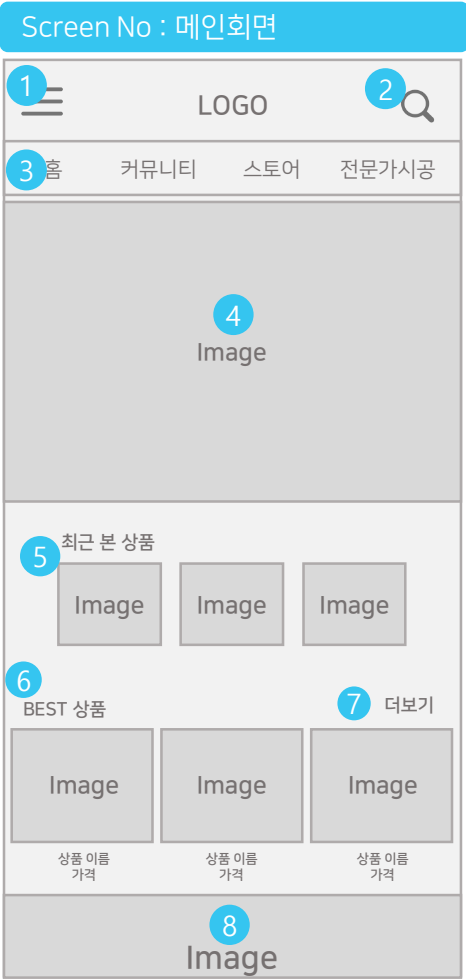 Screen No : 메인회면
1
LOGO
2
3
홈 커뮤니티 스토어 전문가시공
4
Image
5
최근 본 상품
Image Image Image
6
BEST 상품
7
더보기
Image Image Image
상품 이름 상품 이름 상품 이름
가격 가격 가격
8
Image